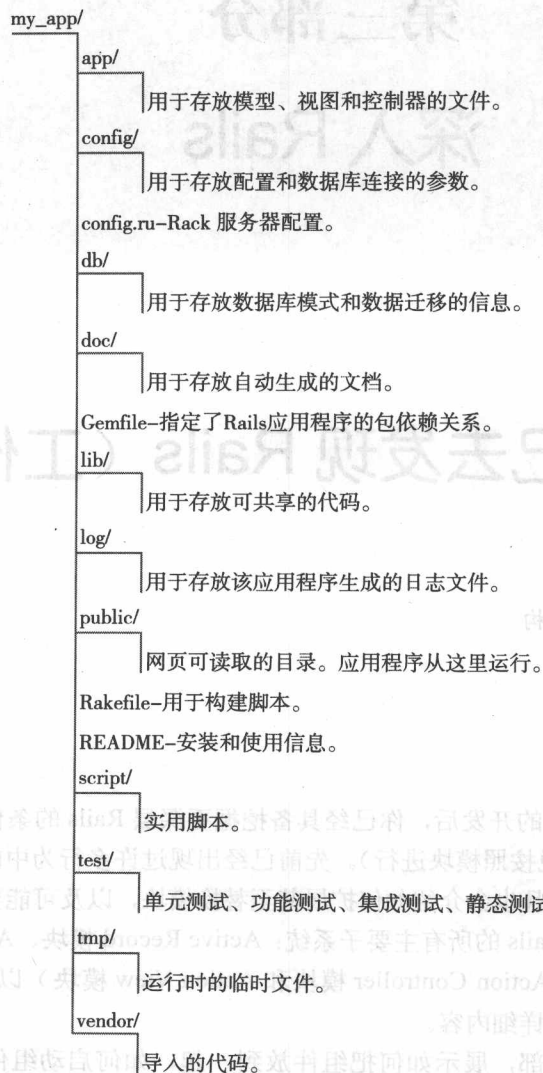 my_app/
app/
用于存放模型、视图和控制器的文件。
config/
用于存放配置和数据库连接的参数。
config.ru–Rack 服务器配置。
db/
用于存放数据库模式和数据迁移的信息。
doc/
用于存放自动生成的文档。
Gemfile–指定了Rails应用程序的包依赖关系。
lib/
用于存放可共享的代码。
log/
用于存放该应用程序生成的日志文件。
public/
网页可读取的目录。应用程序从这里运行。
Rakefile–用于构建脚本。
README–安装和使用信息。
script/
实用脚本。
test/
单元测试、功能测试、集成测试、静态测试
tmp/
运行时的临时文件。
vendor/
导入的代码。